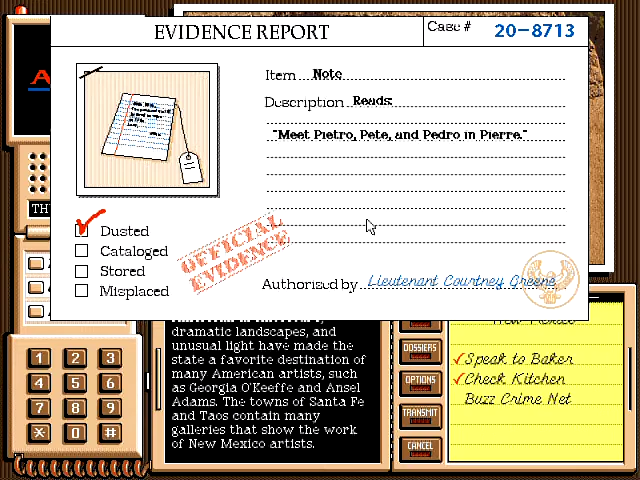 EVIDENCE REPORT
Case # 20-8713
Item Note
Description Reads:
"Meet Pietro, Pete, and Pedro in Pierre."
Dusted
Cataloged
Stored
Misplaced
OFFICIAL
EVIDENCE
Authorised by Lieutenant Courtney Greene
dramatic landscapes, and
unusual light have made the
state a favorite destination of
many American artists, such
as Georgia O'Keeffe and Ansel
Adams. The towns of Santa Fe
and Taos contain many
galleries that show the work
of New Mexico artists.
1 2 3
4 5 6
7 8 9
* 0 #
DOSSIERS
OPTIONS
TRANSMIT
CANCEL
New Mexico
Speak to Baker
Check Kitchen
Buzz Crime Net